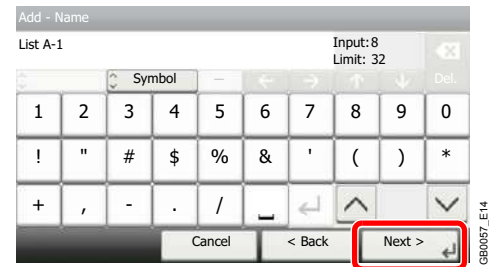 Add - Name
List A-1
Input: 8
Limit: 32
Symbol
Del.
1 2 3 4 5 6 7 8 9 0
! " # $ % & ' ( ) *
+ , - . / _
Cancel < Back Next >
GB0057_E14